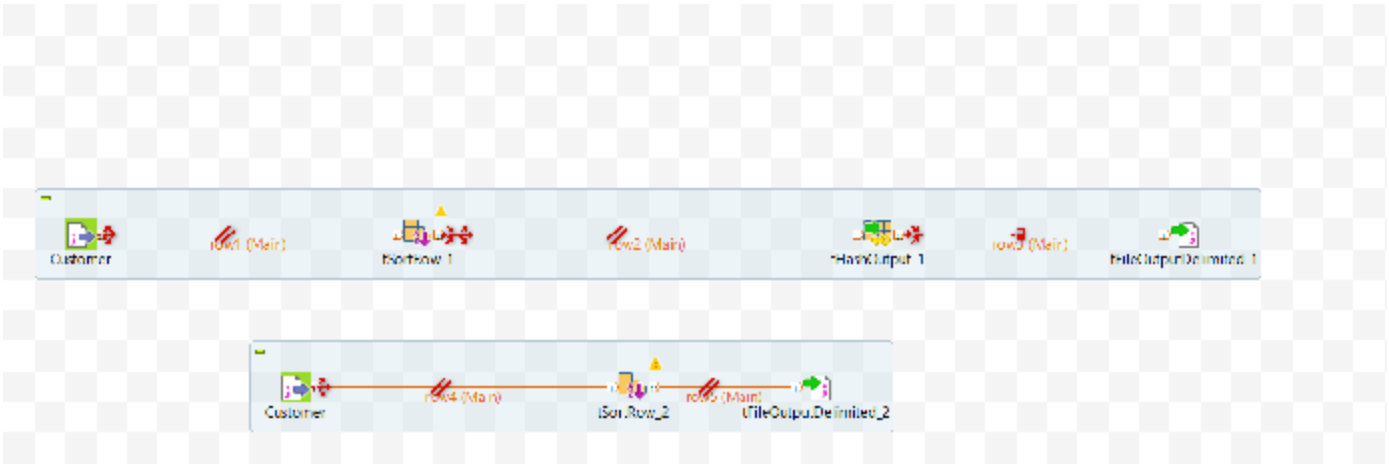 row1 (Main)
row2 (Main)
row3 (Main)
Customer
tSortRow_1
tHashOutput_1
tFileOutputDelimited_1
row4 (Main)
row5 (Main)
Customer
tSortRow_2
tFileOutputDelimited_2